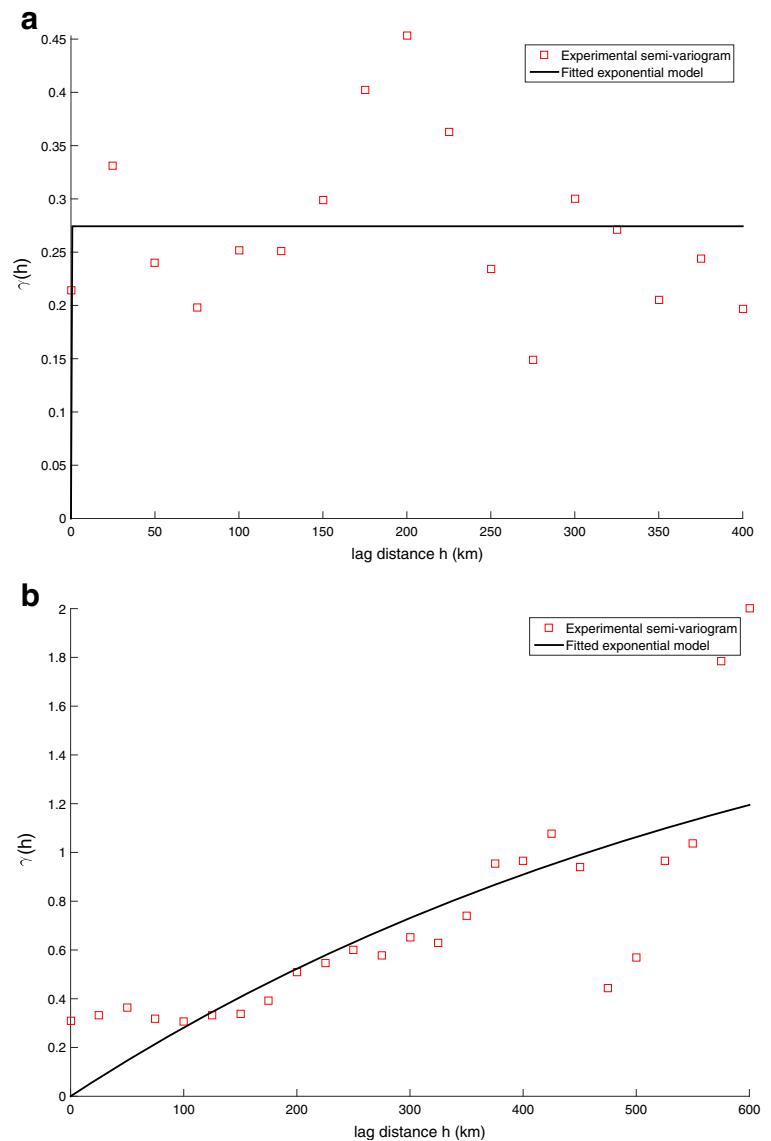 a
0.45
0.4
0.35
0.3
0.25
0.2
0.15
0.1
0.05
0
γ(h)
Experimental semi-variogram
Fitted exponential model
0 50 100 150 200 250 300 350 400
lag distance h (km)
b
2
1.8
1.6
1.4
1.2
1
0.8
0.6
0.4
0.2
0
γ(h)
Experimental semi-variogram
Fitted exponential model
0 100 200 300 400 500 600
lag distance h (km)